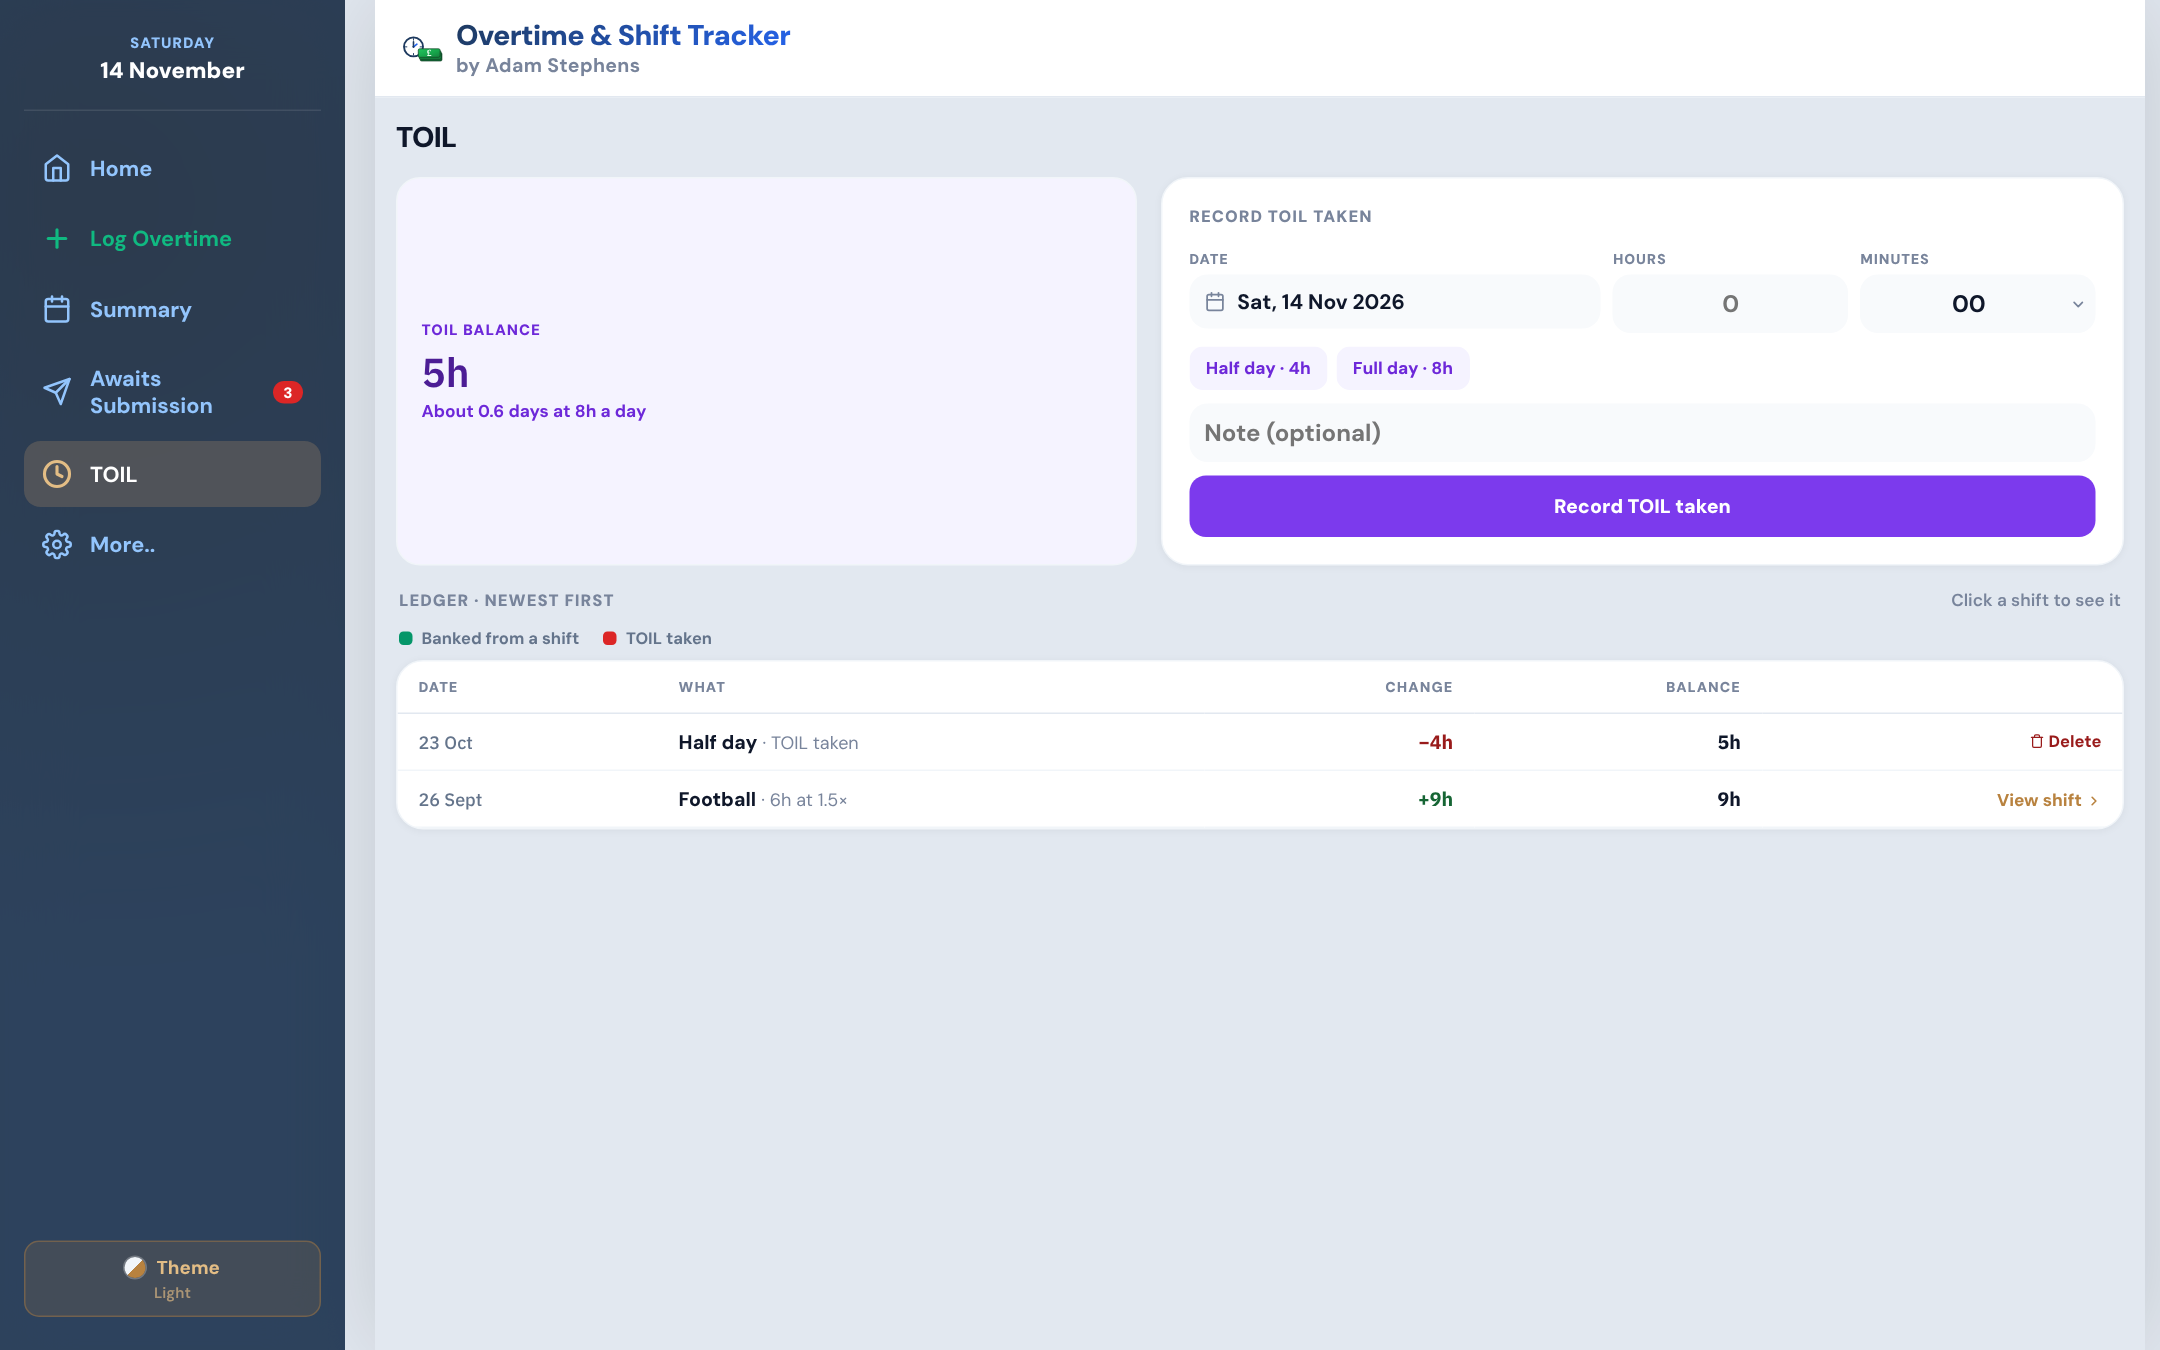 SATURDAY
14 November
Home
Log Overtime
Summary
Awaits
Submission
3
TOIL
More..
Theme
Light
£
Overtime & Shift Tracker
by Adam Stephens
TOIL
TOIL BALANCE
5h
About 0.6 days at 8h a day
RECORD TOIL TAKEN
DATE HOURS MINUTES
Sat, 14 Nov 2026 0 00
Half day · 4h Full day · 8h
Note (optional)
Record TOIL taken
LEDGER · NEWEST FIRST Click a shift to see it
Banked from a shift TOIL taken
DATE WHAT CHANGE BALANCE
23 Oct Half day · TOIL taken −4h 5h Delete
26 Sept Football · 6h at 1.5× +9h 9h View shift ›